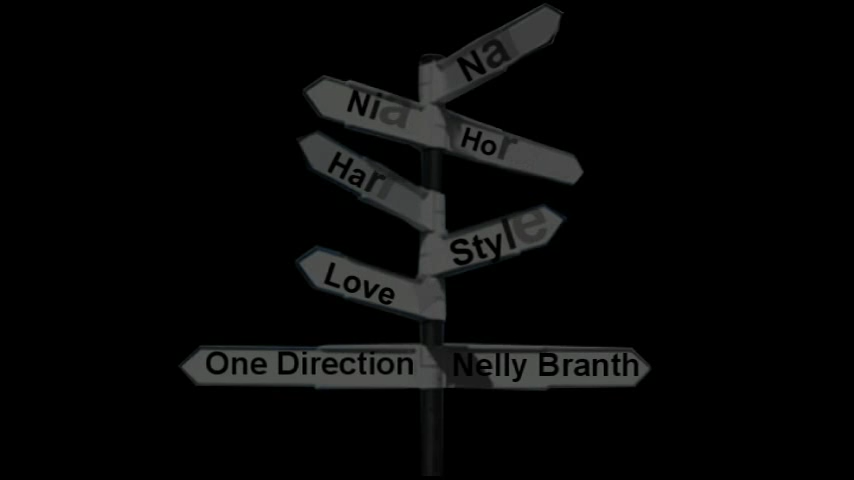 Na
Nia
Hor
Har
Style
Love
One Direction
Nelly Branth